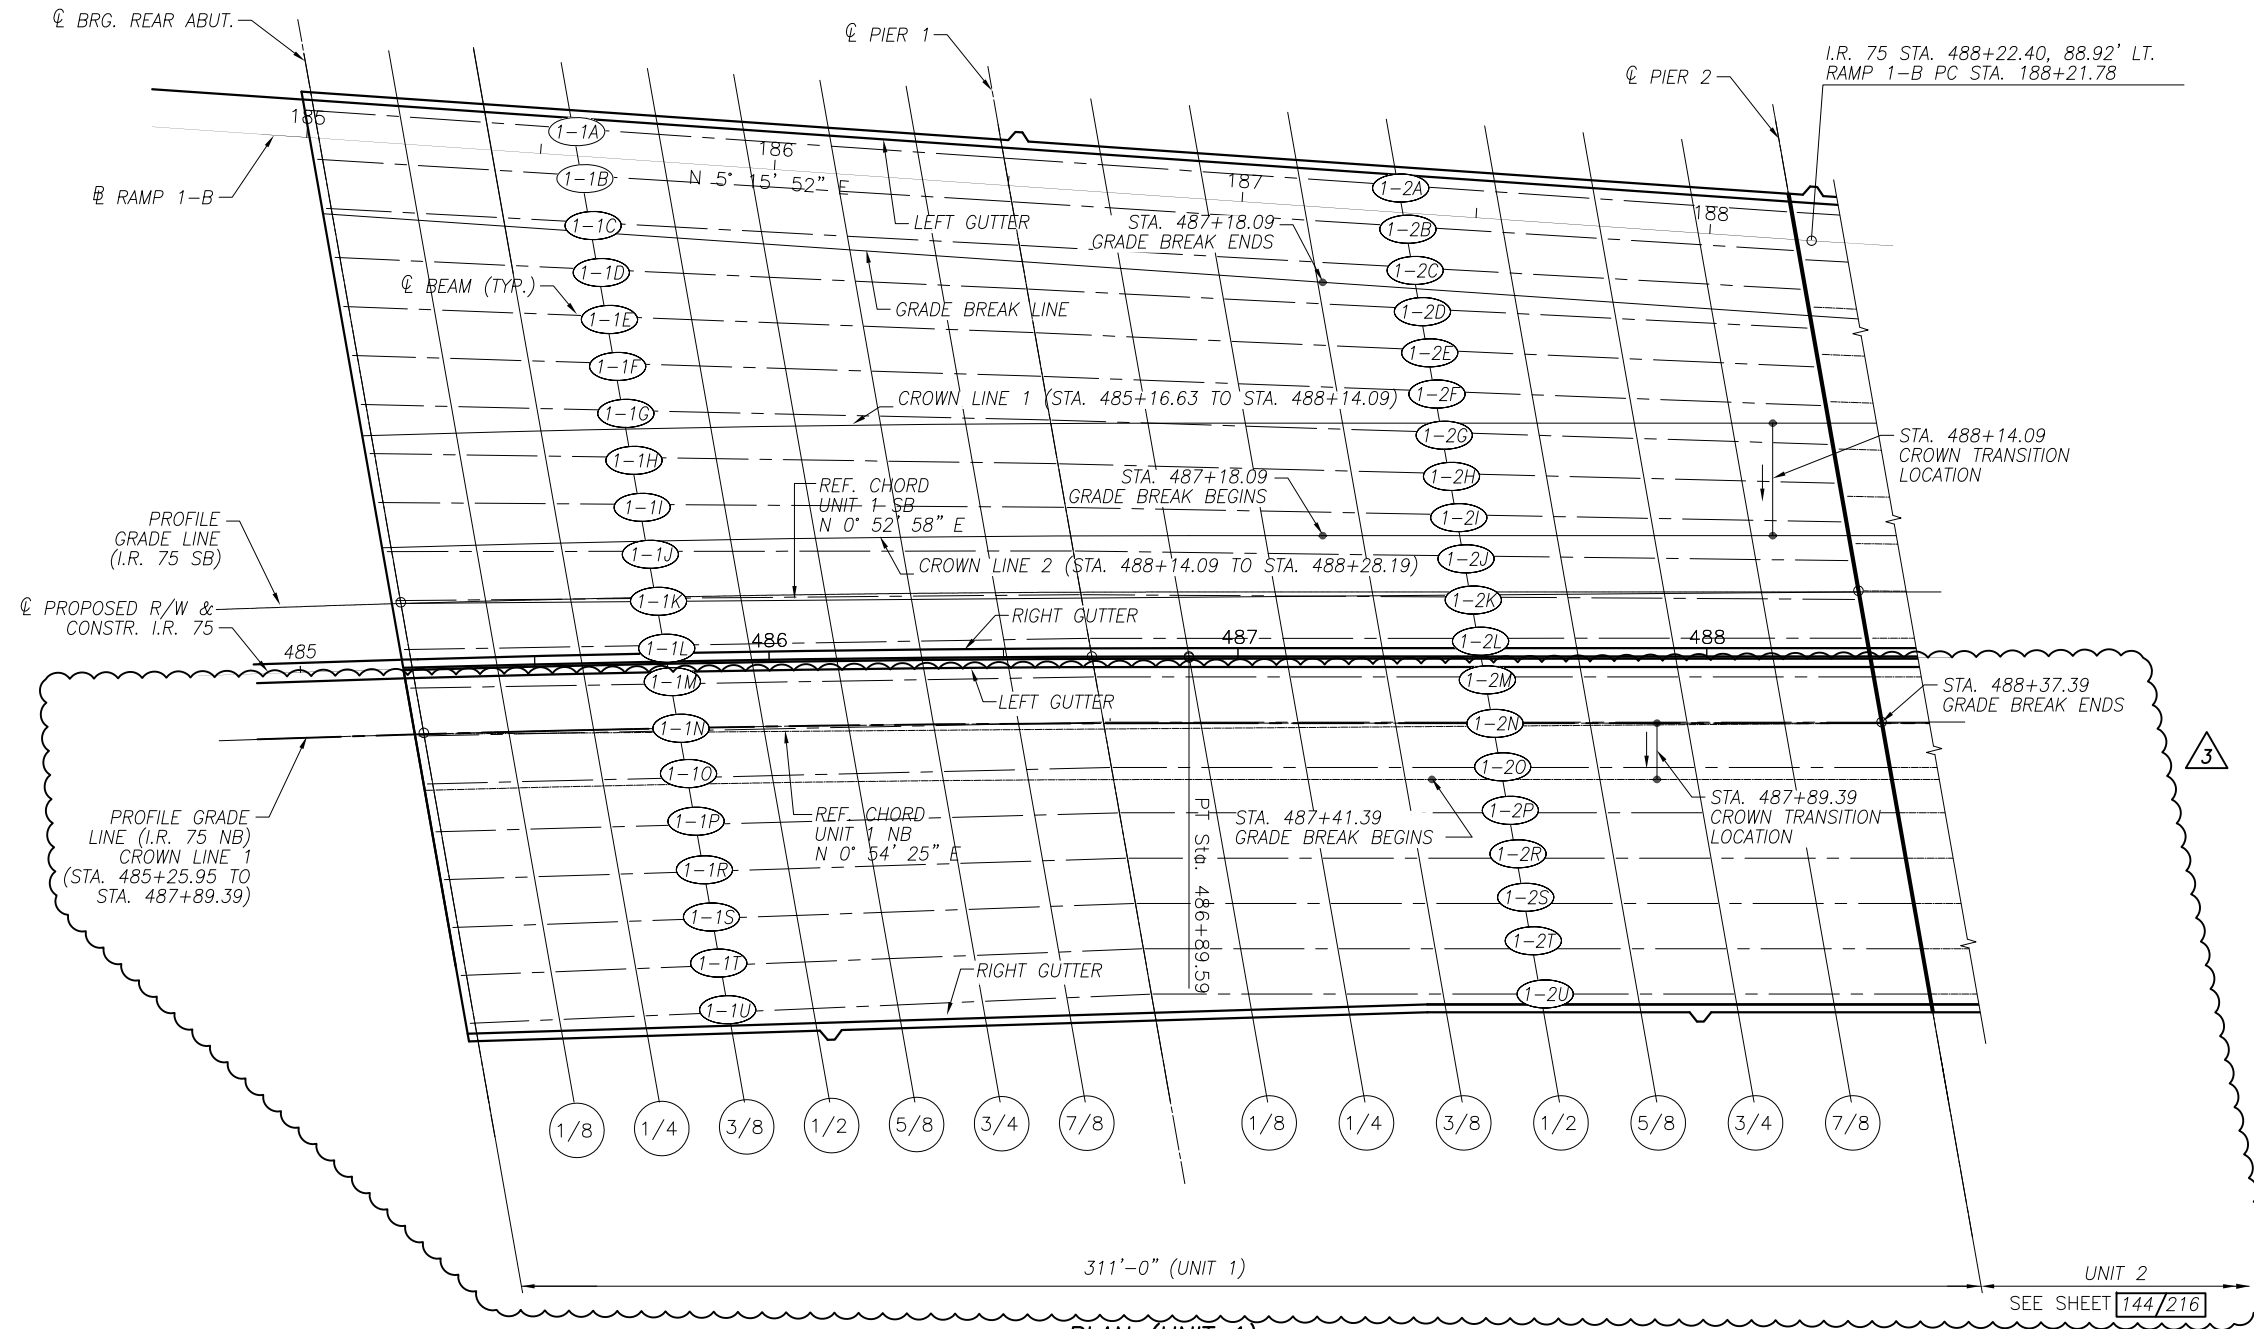 ℄ BRG. REAR ABUT.
℄ PIER 1
℄ PIER 2
I.R. 75 STA. 488+22.40, 88.92' LT.
RAMP 1-B PC STA. 188+21.78
185
186
187
188
N 5° 15' 52" E
℄ RAMP 1-B
LEFT GUTTER
STA. 487+18.09
GRADE BREAK ENDS
℄ BEAM (TYP.)
GRADE BREAK LINE
CROWN LINE 1 (STA. 485+16.63 TO STA. 488+14.09)
STA. 488+14.09
CROWN TRANSITION
LOCATION
REF. CHORD
UNIT 1 SB
N 0° 52' 58" E
STA. 487+18.09
GRADE BREAK BEGINS
PROFILE
GRADE LINE
(I.R. 75 SB)
CROWN LINE 2 (STA. 488+14.09 TO STA. 488+28.19)
℄ PROPOSED R/W &
CONSTR. I.R. 75
RIGHT GUTTER
485
486
487
488
LEFT GUTTER
STA. 488+37.39
GRADE BREAK ENDS
3
PROFILE GRADE
LINE (I.R. 75 NB)
CROWN LINE 1
(STA. 485+25.95 TO
STA. 487+89.39)
REF. CHORD
UNIT 1 NB
N 0° 54' 25" E
PT Sta. 486+89.59
STA. 487+41.39
GRADE BREAK BEGINS
STA. 487+89.39
CROWN TRANSITION
LOCATION
RIGHT GUTTER
1-1A
1-1B
1-1C
1-1D
1-1E
1-1F
1-1G
1-1H
1-1I
1-1J
1-1K
1-1L
1-1M
1-1N
1-1O
1-1P
1-1R
1-1S
1-1T
1-1U
1-2A
1-2B
1-2C
1-2D
1-2E
1-2F
1-2G
1-2H
1-2I
1-2J
1-2K
1-2L
1-2M
1-2N
1-2O
1-2P
1-2R
1-2S
1-2T
1-2U
1/8
1/4
3/8
1/2
5/8
3/4
7/8
1/8
1/4
3/8
1/2
5/8
3/4
7/8
311'-0" (UNIT 1)
UNIT 2
SEE SHEET 144/216
PLAN (UNIT 1)